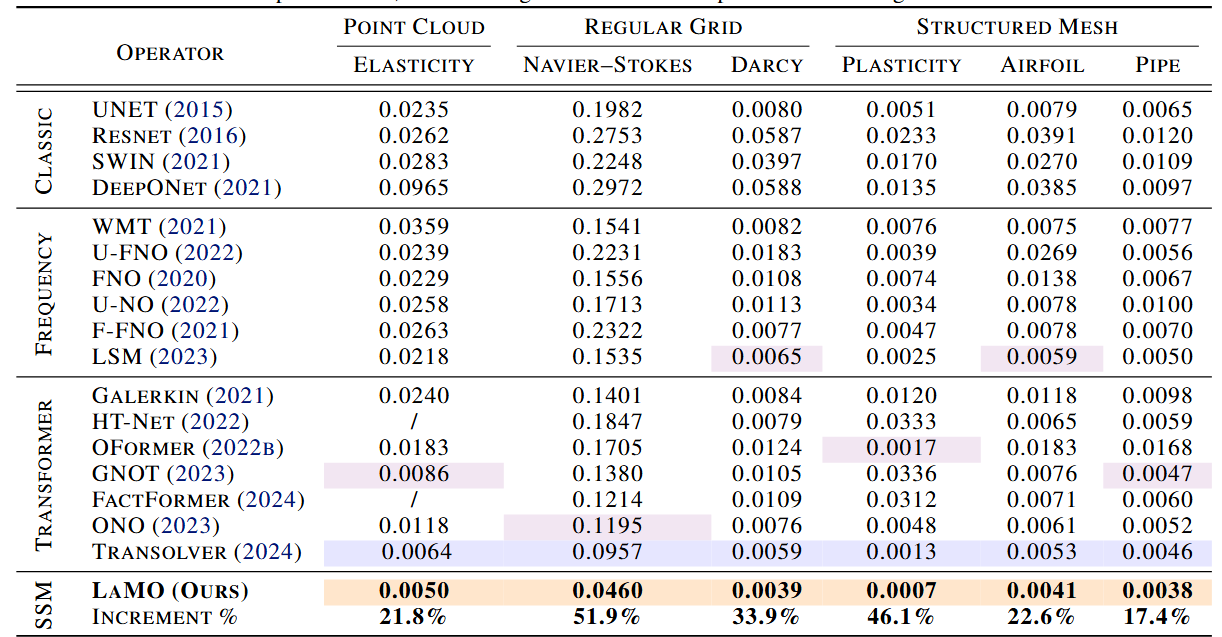 POINT CLOUD REGULAR GRID STRUCTURED MESH
OPERATOR
ELASTICITY NAVIER–STOKES DARCY PLASTICITY AIRFOIL PIPE
CLASSIC
UNET (2015) 0.0235 0.1982 0.0080 0.0051 0.0079 0.0065
RESNET (2016) 0.0262 0.2753 0.0587 0.0233 0.0391 0.0120
SWIN (2021) 0.0283 0.2248 0.0397 0.0170 0.0270 0.0109
DEEPONET (2021) 0.0965 0.2972 0.0588 0.0135 0.0385 0.0097
FREQUENCY
WMT (2021) 0.0359 0.1541 0.0082 0.0076 0.0075 0.0077
U-FNO (2022) 0.0239 0.2231 0.0183 0.0039 0.0269 0.0056
FNO (2020) 0.0229 0.1556 0.0108 0.0074 0.0138 0.0067
U-NO (2022) 0.0258 0.1713 0.0113 0.0034 0.0078 0.0100
F-FNO (2021) 0.0263 0.2322 0.0077 0.0047 0.0078 0.0070
LSM (2023) 0.0218 0.1535 0.0065 0.0025 0.0059 0.0050
TRANSFORMER
GALERKIN (2021) 0.0240 0.1401 0.0084 0.0120 0.0118 0.0098
HT-NET (2022) / 0.1847 0.0079 0.0333 0.0065 0.0059
OFORMER (2022B) 0.0183 0.1705 0.0124 0.0017 0.0183 0.0168
GNOT (2023) 0.0086 0.1380 0.0105 0.0336 0.0076 0.0047
FACTFORMER (2024) / 0.1214 0.0109 0.0312 0.0071 0.0060
ONO (2023) 0.0118 0.1195 0.0076 0.0048 0.0061 0.0052
TRANSOLVER (2024) 0.0064 0.0957 0.0059 0.0013 0.0053 0.0046
SSM
LAMO (OURS) 0.0050 0.0460 0.0039 0.0007 0.0041 0.0038
INCREMENT % 21.8% 51.9% 33.9% 46.1% 22.6% 17.4%